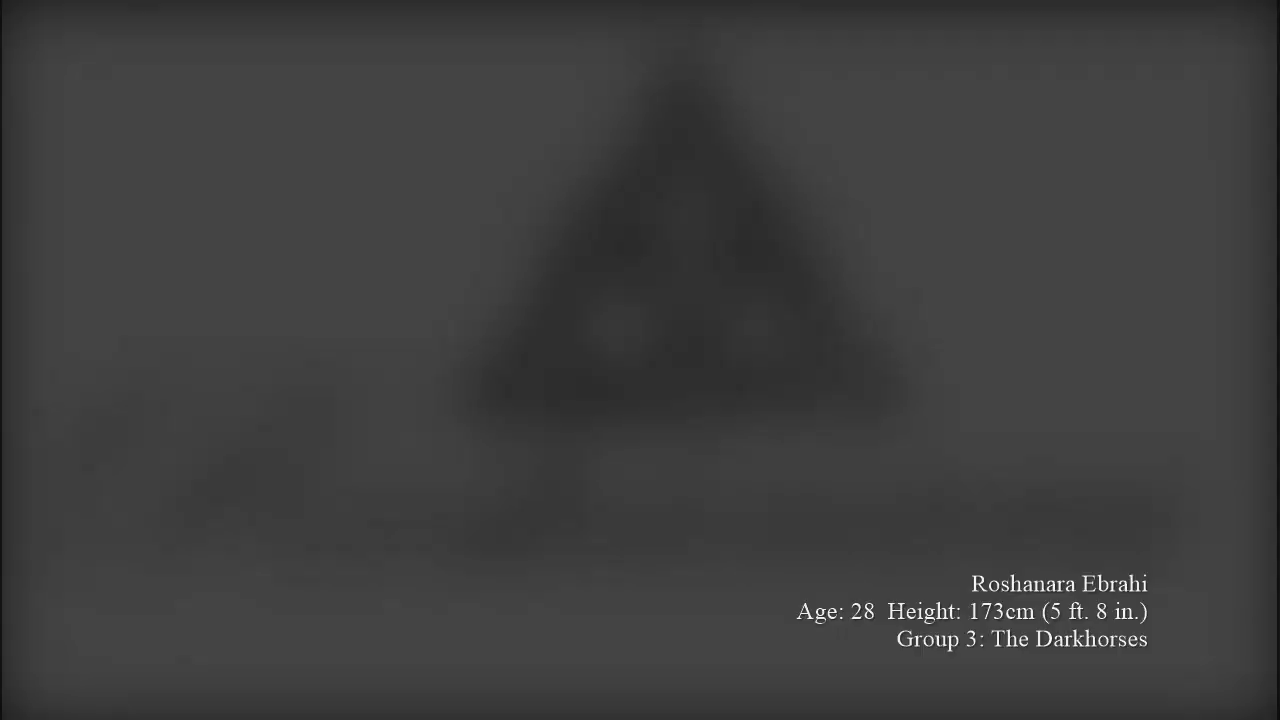 Roshanara Ebrahi
Age: 28 Height: 173cm (5 ft. 8 in.)
Group 3: The Darkhorses